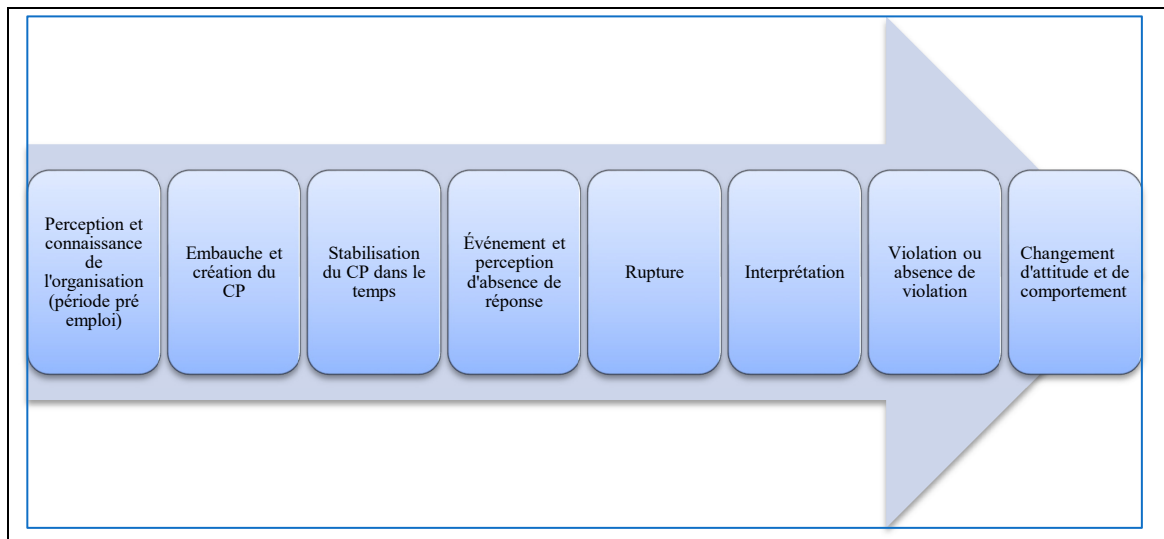 Perception et
connaissance
de
l'organisation
(période pré
emploi)
Embauche et
création du
CP
Stabilisation
du CP dans le
temps
Événement et
perception
d'absence de
réponse
Rupture
Interprétation
Violation ou
absence de
violation
Changement
d'attitude et de
comportement